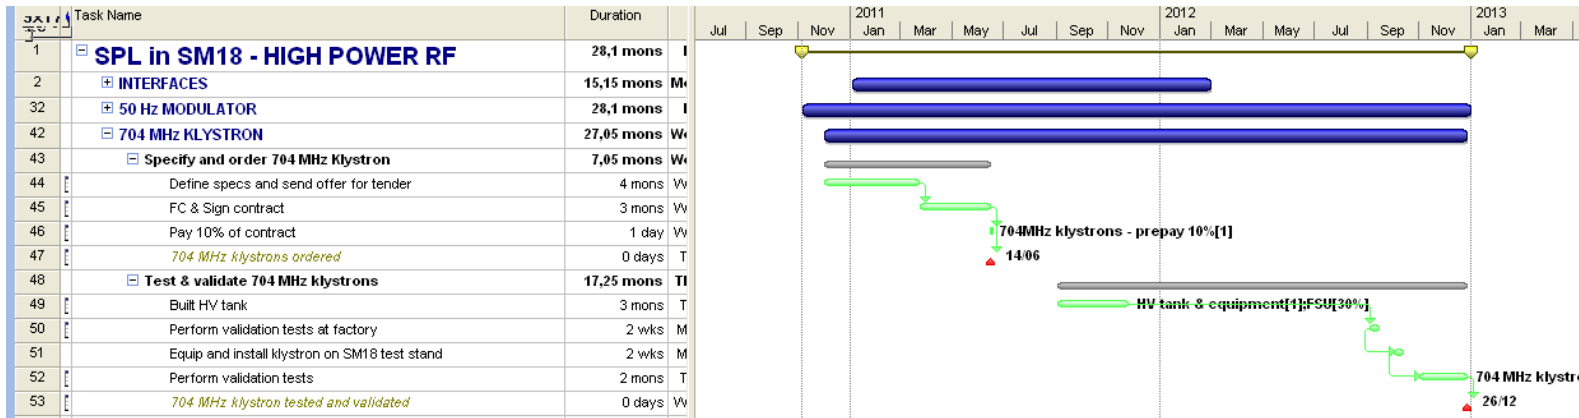 Task Name Duration 2011 2012 2013
Jul Sep Nov Jan Mar May Jul Sep Nov Jan Mar May Jul Sep Nov Jan Mar
1 SPL in SM18 - HIGH POWER RF 28,1 mons
2 INTERFACES 15,15 mons
32 50 Hz MODULATOR 28,1 mons
42 704 MHz KLYSTRON 27,05 mons
43 Specify and order 704 MHz Klystron 7,05 mons
44 Define specs and send offer for tender 4 mons
45 FC & Sign contract 3 mons
46 Pay 10% of contract 1 day 704MHz klystrons - prepay 10%[1]
47 704 MHz klystrons ordered 0 days T 14/06
48 Test & validate 704 MHz klystrons 17,25 mons
49 Built HV tank 3 mons T HV tank & equipment[1];FSU[30%]
50 Perform validation tests at factory 2 wks M
51 Equip and install klystron on SM18 test stand 2 wks M
52 Perform validation tests 2 mons T 704 MHz klystr
53 704 MHz klystron tested and validated 0 days 26/12